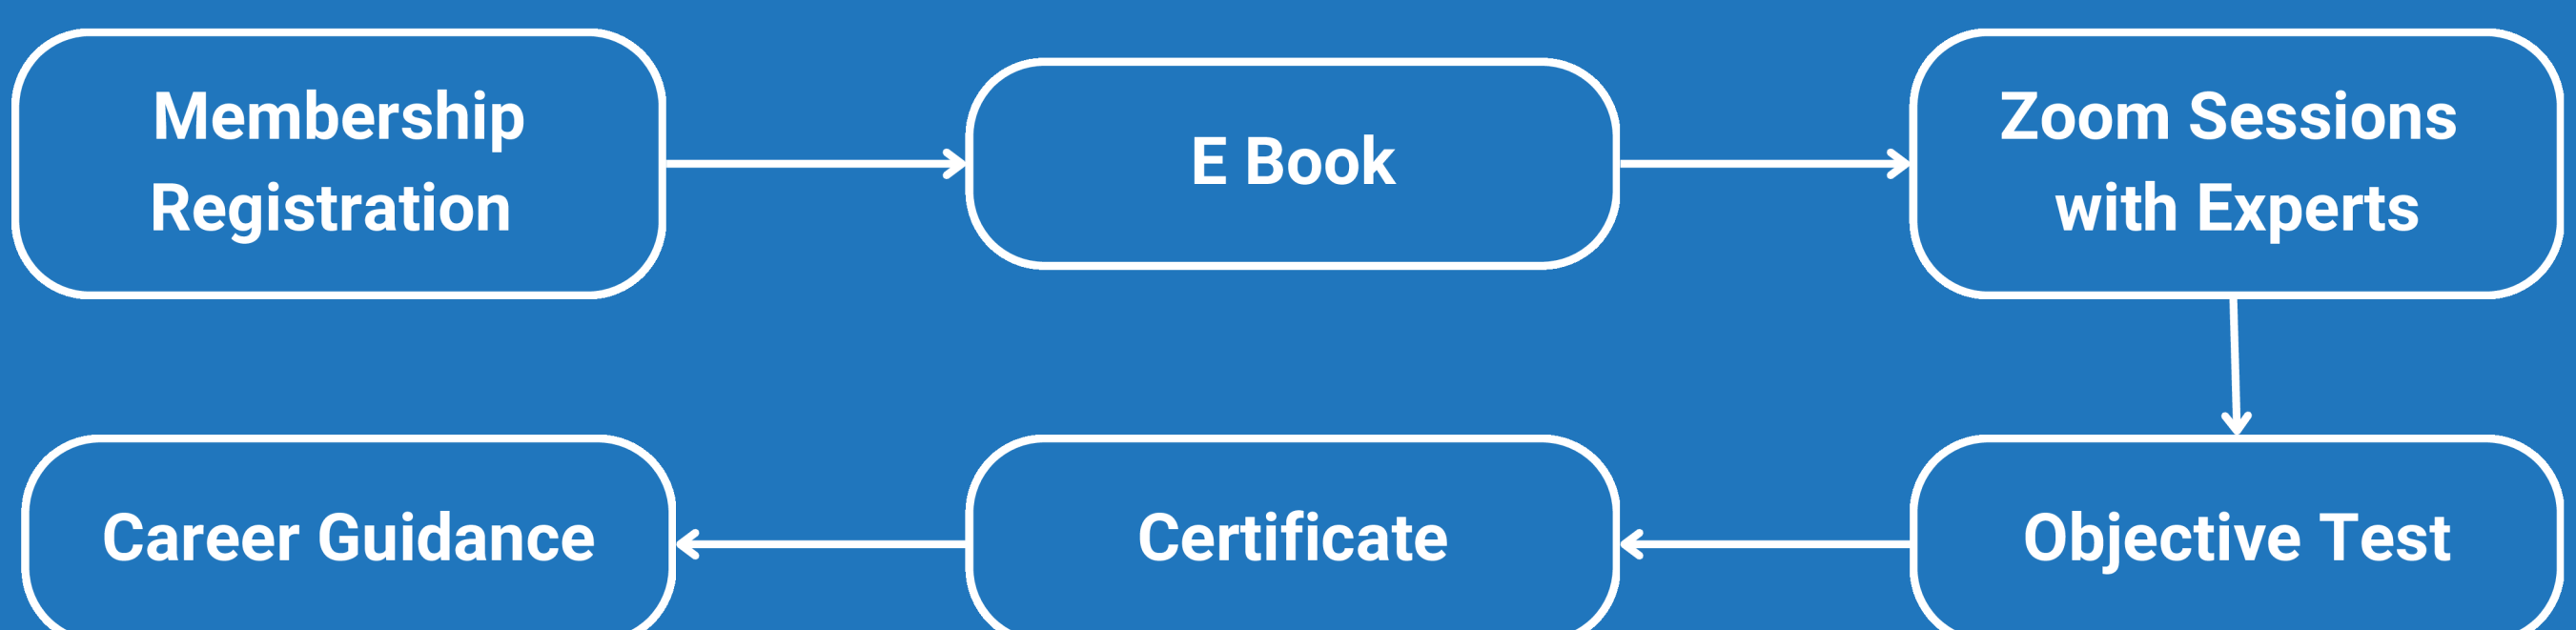 Membership
Registration
E Book
Zoom Sessions
with Experts
Objective Test
Certificate
Career Guidance